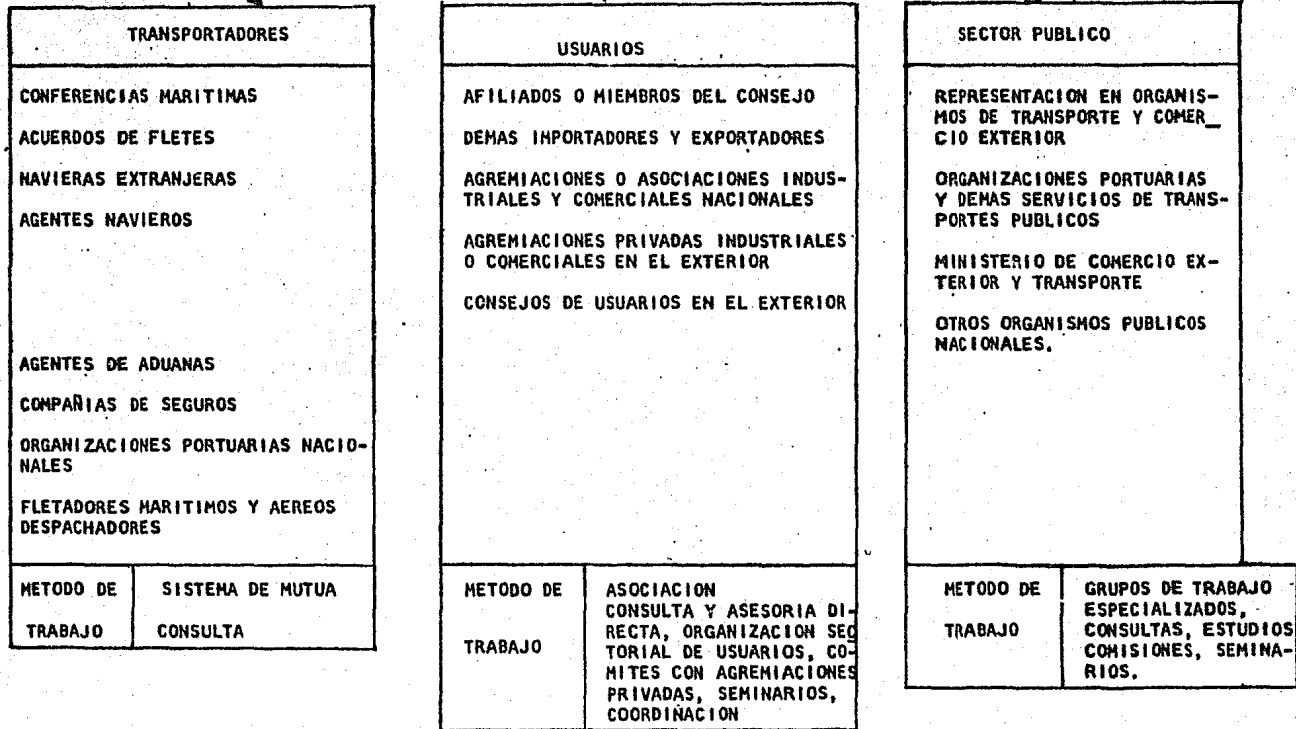 TRANSPORTADORES
CONFERENCIAS MARITIMAS
ACUERDOS DE FLETES
NAVIERAS EXTRANJERAS
AGENTES NAVIEROS
AGENTES DE ADUANAS
COMPAÑIAS DE SEGUROS
ORGANIZACIONES PORTUARIAS NACIO-
NALES
FLETADORES MARITIMOS Y AEREOS
DESPACHADORES
METODO DE
TRABAJO
SISTEMA DE MUTUA
CONSULTA
USUARIOS
AFILIADOS O MIEMBROS DEL CONSEJO
DEMAS IMPORTADORES Y EXPORTADORES
AGREMIACIONES O ASOCIACIONES INDUS-
TRIALES Y COMERCIALES NACIONALES
AGREMIACIONES PRIVADAS INDUSTRIALES
O COMERCIALES EN EL EXTERIOR
CONSEJOS DE USUARIOS EN EL EXTERIOR
METODO DE
TRABAJO
ASOCIACION
CONSULTA Y ASESORIA DI-
RECTA, ORGANIZACION SEC
TORIAL DE USUARIOS, CO-
MITES CON AGREMIACIONES
PRIVADAS, SEMINARIOS,
COORDINACION
SECTOR PUBLICO
REPRESENTACION EN ORGANIS-
MOS DE TRANSPORTE Y COMER_
CIO EXTERIOR
ORGANIZACIONES PORTUARIAS
Y DEMAS SERVICIOS DE TRANS-
PORTES PUBLICOS
MINISTERIO DE COMERCIO EX-
TERIOR Y TRANSPORTE
OTROS ORGANISMOS PUBLICOS
NACIONALES.
METODO DE
TRABAJO
GRUPOS DE TRABAJO
ESPECIALIZADOS,
CONSULTAS, ESTUDIOS
COMISIONES, SEMINA-
RIOS.